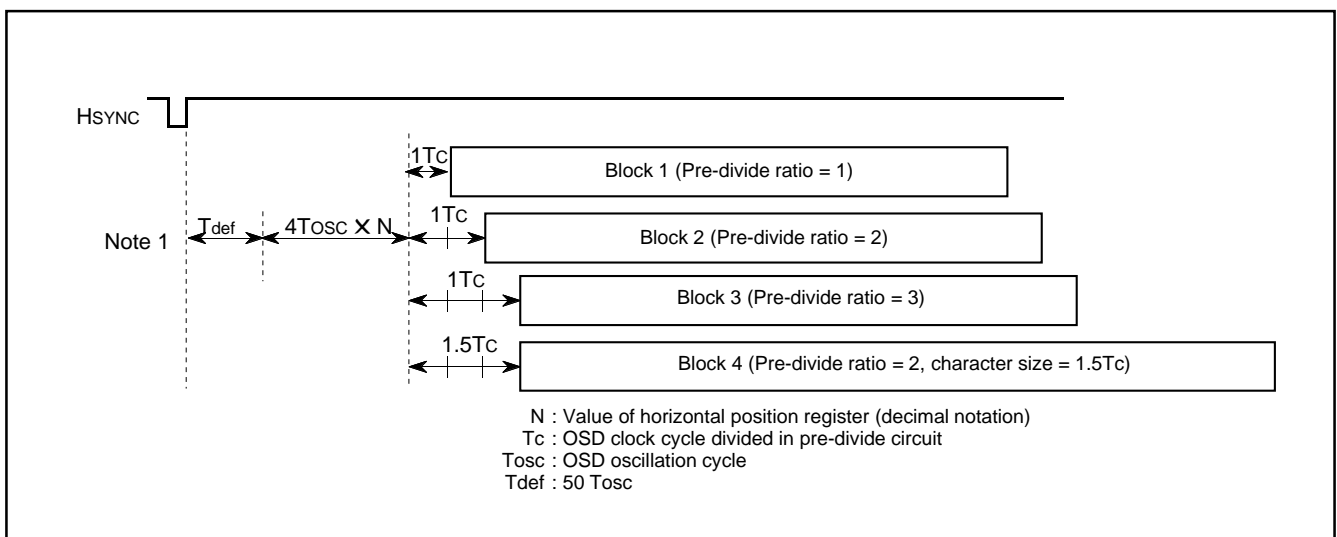 HSYNC
1TC
Block 1 (Pre-divide ratio = 1)
Note 1
Tdef
4TOSC X N
1TC
Block 2 (Pre-divide ratio = 2)
1TC
Block 3 (Pre-divide ratio = 3)
1.5TC
Block 4 (Pre-divide ratio = 2, character size = 1.5Tc)
N : Value of horizontal position register (decimal notation)
Tc : OSD clock cycle divided in pre-divide circuit
Tosc : OSD oscillation cycle
Tdef : 50 Tosc